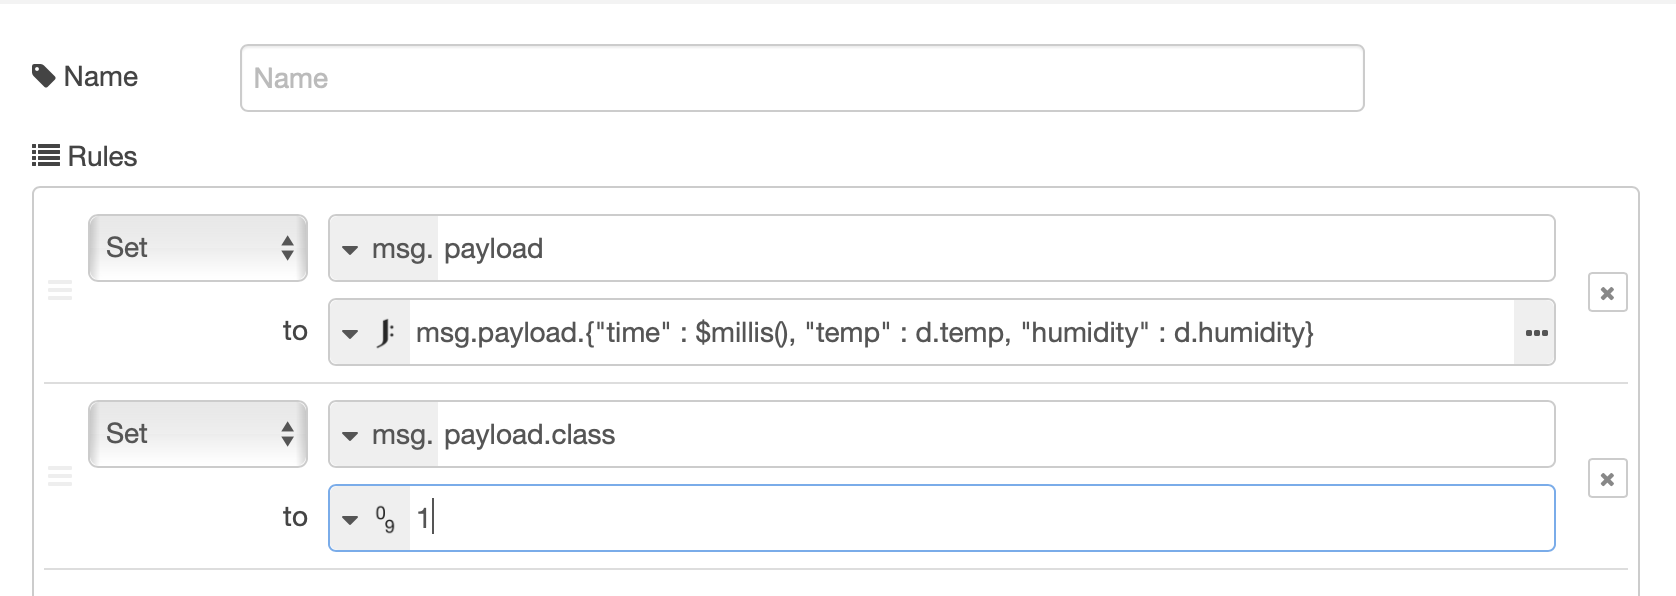 Name
Name
Rules
Set
msg. payload
to
msg.payload.{"time" : $millis(), "temp" : d.temp, "humidity" : d.humidity}
Set
msg. payload.class
to
1